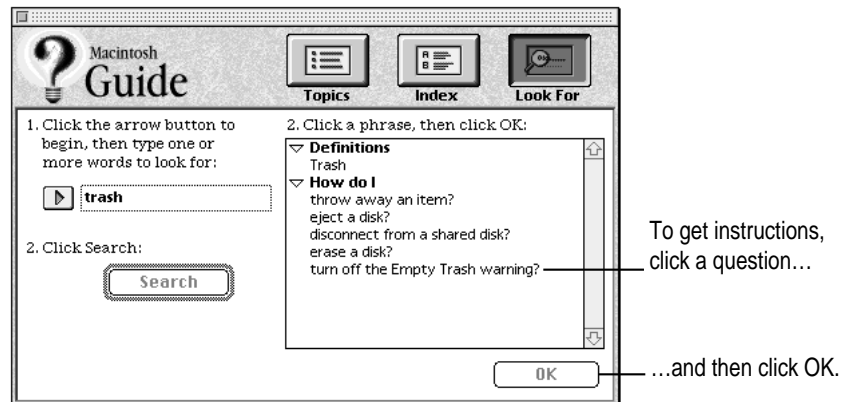 Macintosh
Guide
Topics
Index
Look For
1. Click the arrow button to
begin, then type one or
more words to look for:
trash
2. Click Search:
Search
2. Click a phrase, then click OK:
Definitions
Trash
How do I
throw away an item?
eject a disk?
disconnect from a shared disk?
erase a disk?
turn off the Empty Trash warning?
OK
To get instructions,
click a question…
…and then click OK.